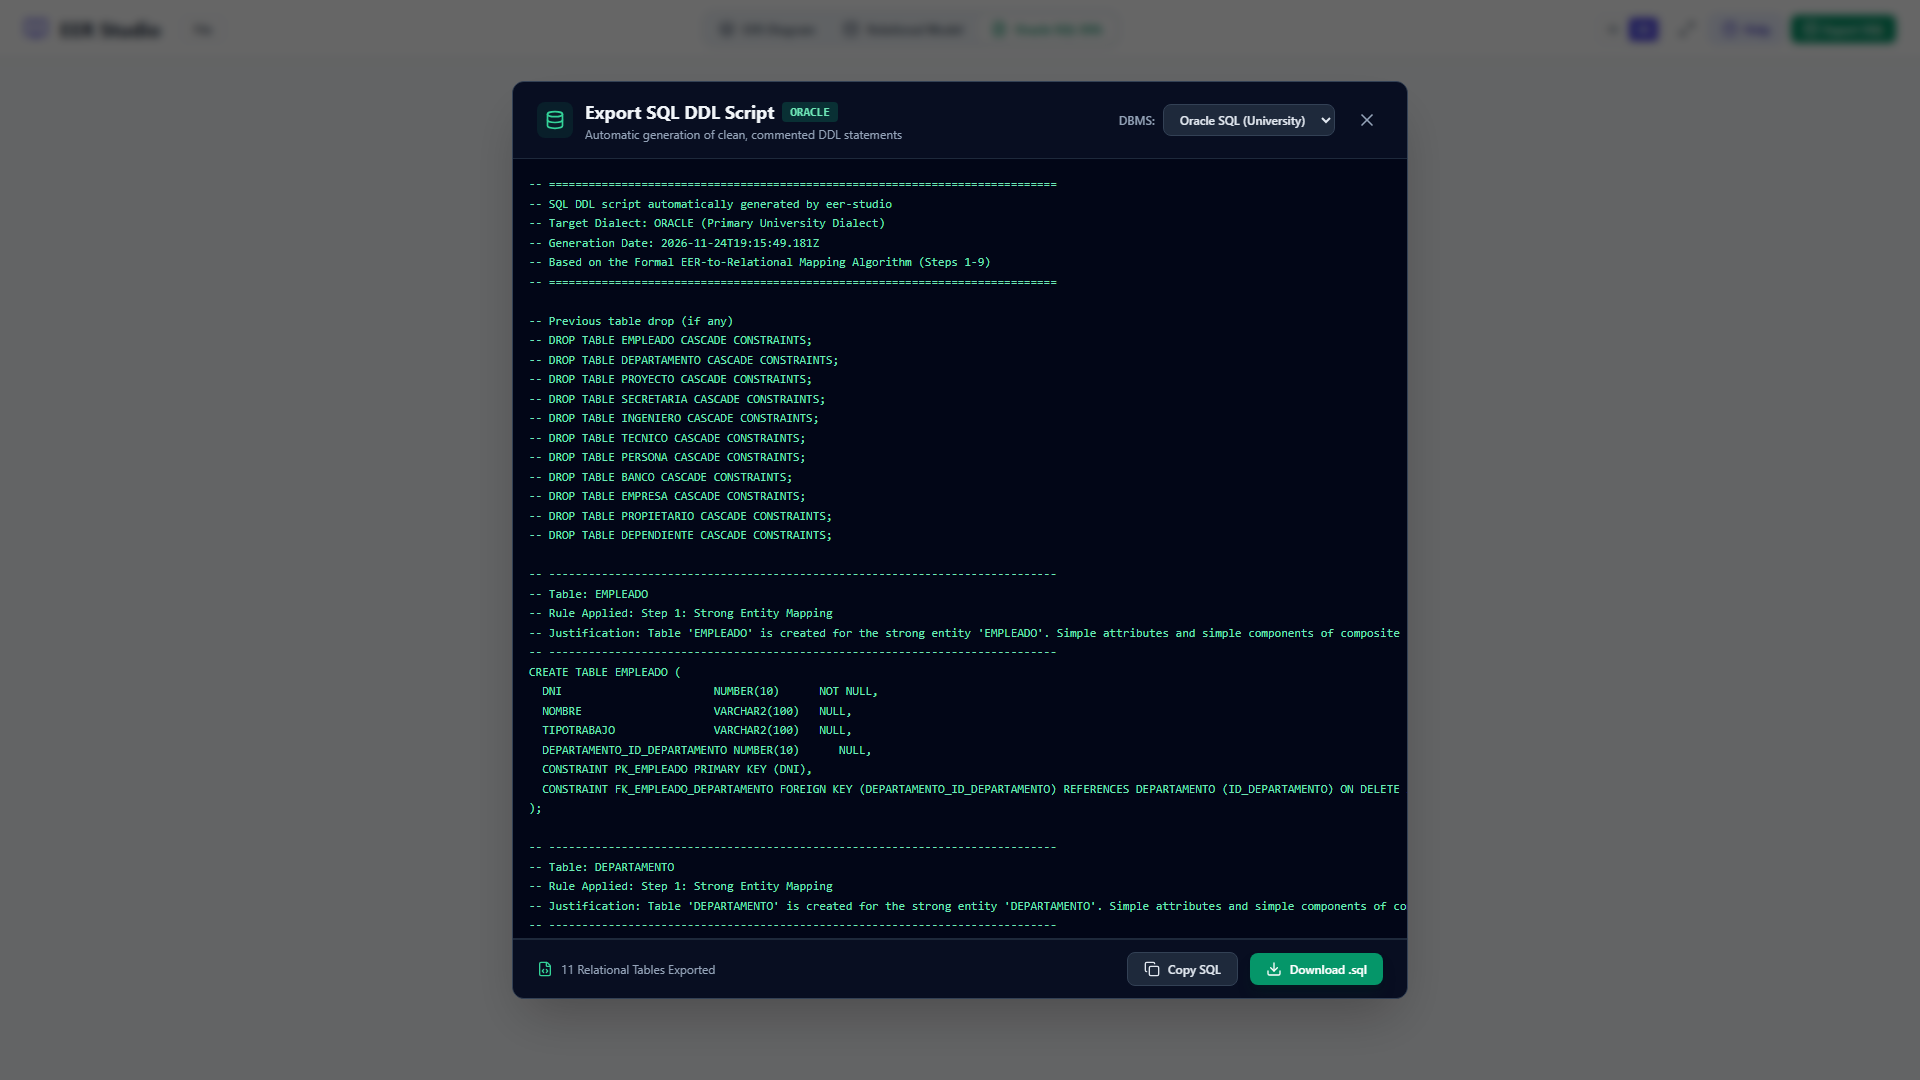 EER Studio
Export SQL DDL Script ORACLE
Automatic generation of clean, commented DDL statements
DBMS: Oracle SQL (University)
-- =============================================================================
-- SQL DDL script automatically generated by eer-studio
-- Target Dialect: ORACLE (Primary University Dialect)
-- Generation Date: 2026-11-24T19:15:49.181Z
-- Based on the Formal EER-to-Relational Mapping Algorithm (Steps 1-9)
-- =============================================================================
-- Previous table drop (if any)
-- DROP TABLE EMPLEADO CASCADE CONSTRAINTS;
-- DROP TABLE DEPARTAMENTO CASCADE CONSTRAINTS;
-- DROP TABLE PROYECTO CASCADE CONSTRAINTS;
-- DROP TABLE SECRETARIA CASCADE CONSTRAINTS;
-- DROP TABLE INGENIERO CASCADE CONSTRAINTS;
-- DROP TABLE TECNICO CASCADE CONSTRAINTS;
-- DROP TABLE PERSONA CASCADE CONSTRAINTS;
-- DROP TABLE BANCO CASCADE CONSTRAINTS;
-- DROP TABLE EMPRESA CASCADE CONSTRAINTS;
-- DROP TABLE PROPIETARIO CASCADE CONSTRAINTS;
-- DROP TABLE DEPENDIENTE CASCADE CONSTRAINTS;
-- -----------------------------------------------------------------------------
-- Table: EMPLEADO
-- Rule Applied: Step 1: Strong Entity Mapping
-- Justification: Table 'EMPLEADO' is created for the strong entity 'EMPLEADO'. Simple attributes and simple components of composite
-- -----------------------------------------------------------------------------
CREATE TABLE EMPLEADO (
DNI NUMBER(10) NOT NULL,
NOMBRE VARCHAR2(100) NULL,
TIPOTRABAJO VARCHAR2(100) NULL,
DEPARTAMENTO_ID_DEPARTAMENTO NUMBER(10) NULL,
CONSTRAINT PK_EMPLEADO PRIMARY KEY (DNI),
CONSTRAINT FK_EMPLEADO_DEPARTAMENTO FOREIGN KEY (DEPARTAMENTO_ID_DEPARTAMENTO) REFERENCES DEPARTAMENTO (ID_DEPARTAMENTO) ON DELETE
);
-- -----------------------------------------------------------------------------
-- Table: DEPARTAMENTO
-- Rule Applied: Step 1: Strong Entity Mapping
-- Justification: Table 'DEPARTAMENTO' is created for the strong entity 'DEPARTAMENTO'. Simple attributes and simple components of co
-- -----------------------------------------------------------------------------
11 Relational Tables Exported
Copy SQL
Download .sql